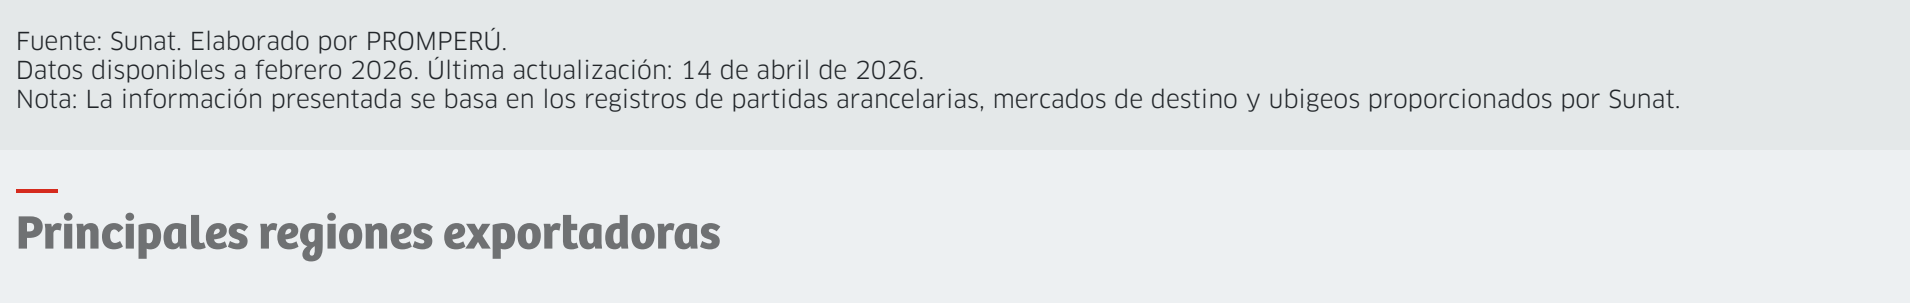 Fuente: Sunat. Elaborado por PROMPERÚ.
Datos disponibles a febrero 2026. Última actualización: 14 de abril de 2026.
Nota: La información presentada se basa en los registros de partidas arancelarias, mercados de destino y ubigeos proporcionados por Sunat.
Principales regiones exportadoras